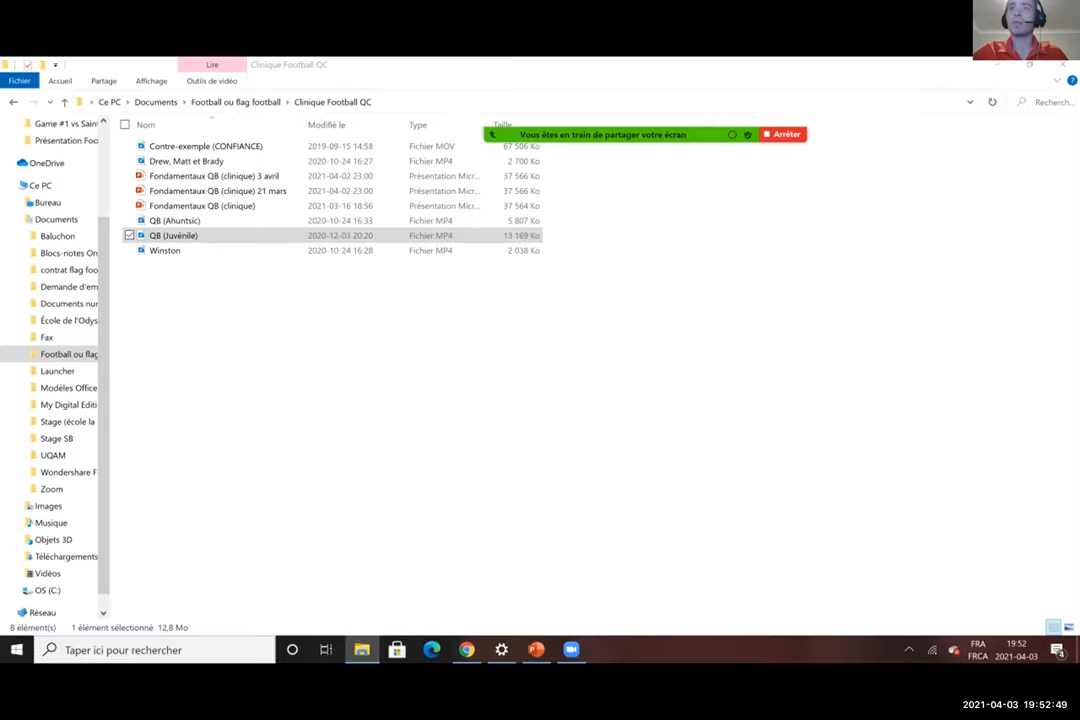 Lire
Clinique Football QC
Fichier
Accueil
Partage
Affichage
Outils de vidéo
Ce PC > Documents > Football ou flag football > Clinique Football QC
Recherch...
Game #1 vs Saint
Présentation Foo
OneDrive
Ce PC
Bureau
Documents
Baluchon
Blocs-notes On
contrat flag foo
Demande d'em
Documents nur
École de l'Odys
Fax
Football ou flag
Launcher
Modèles Office
My Digital Editi
Stage (école la
Stage SB
UQAM
Wondershare F
Zoom
Images
Musique
Objets 3D
Téléchargements
Vidéos
OS (C:)
Réseau
Nom Modifié le Type Taille
Vous êtes en train de partager votre écran Arrêter
Contre-exemple (CONFIANCE) 2019-09-15 14:58 Fichier MOV 67 506 Ko
Drew, Matt et Brady 2020-10-24 16:27 Fichier MP4 2 700 Ko
Fondamentaux QB (clinique) 3 avril 2021-04-02 23:00 Présentation Micr... 37 566 Ko
Fondamentaux QB (clinique) 21 mars 2021-04-02 23:00 Présentation Micr... 37 566 Ko
Fondamentaux QB (clinique) 2021-03-16 18:56 Présentation Micr... 37 564 Ko
QB (Ahuntsic) 2020-10-24 16:33 Fichier MP4 5 807 Ko
QB (Juvénile) 2020-12-03 20:20 Fichier MP4 13 169 Ko
Winston 2020-10-24 16:28 Fichier MP4 2 038 Ko
8 élément(s) 1 élément sélectionné 12,8 Mo
Taper ici pour rechercher
FRA
FRCA
19:52
2021-04-03
4
2021-04-03 19:52:49